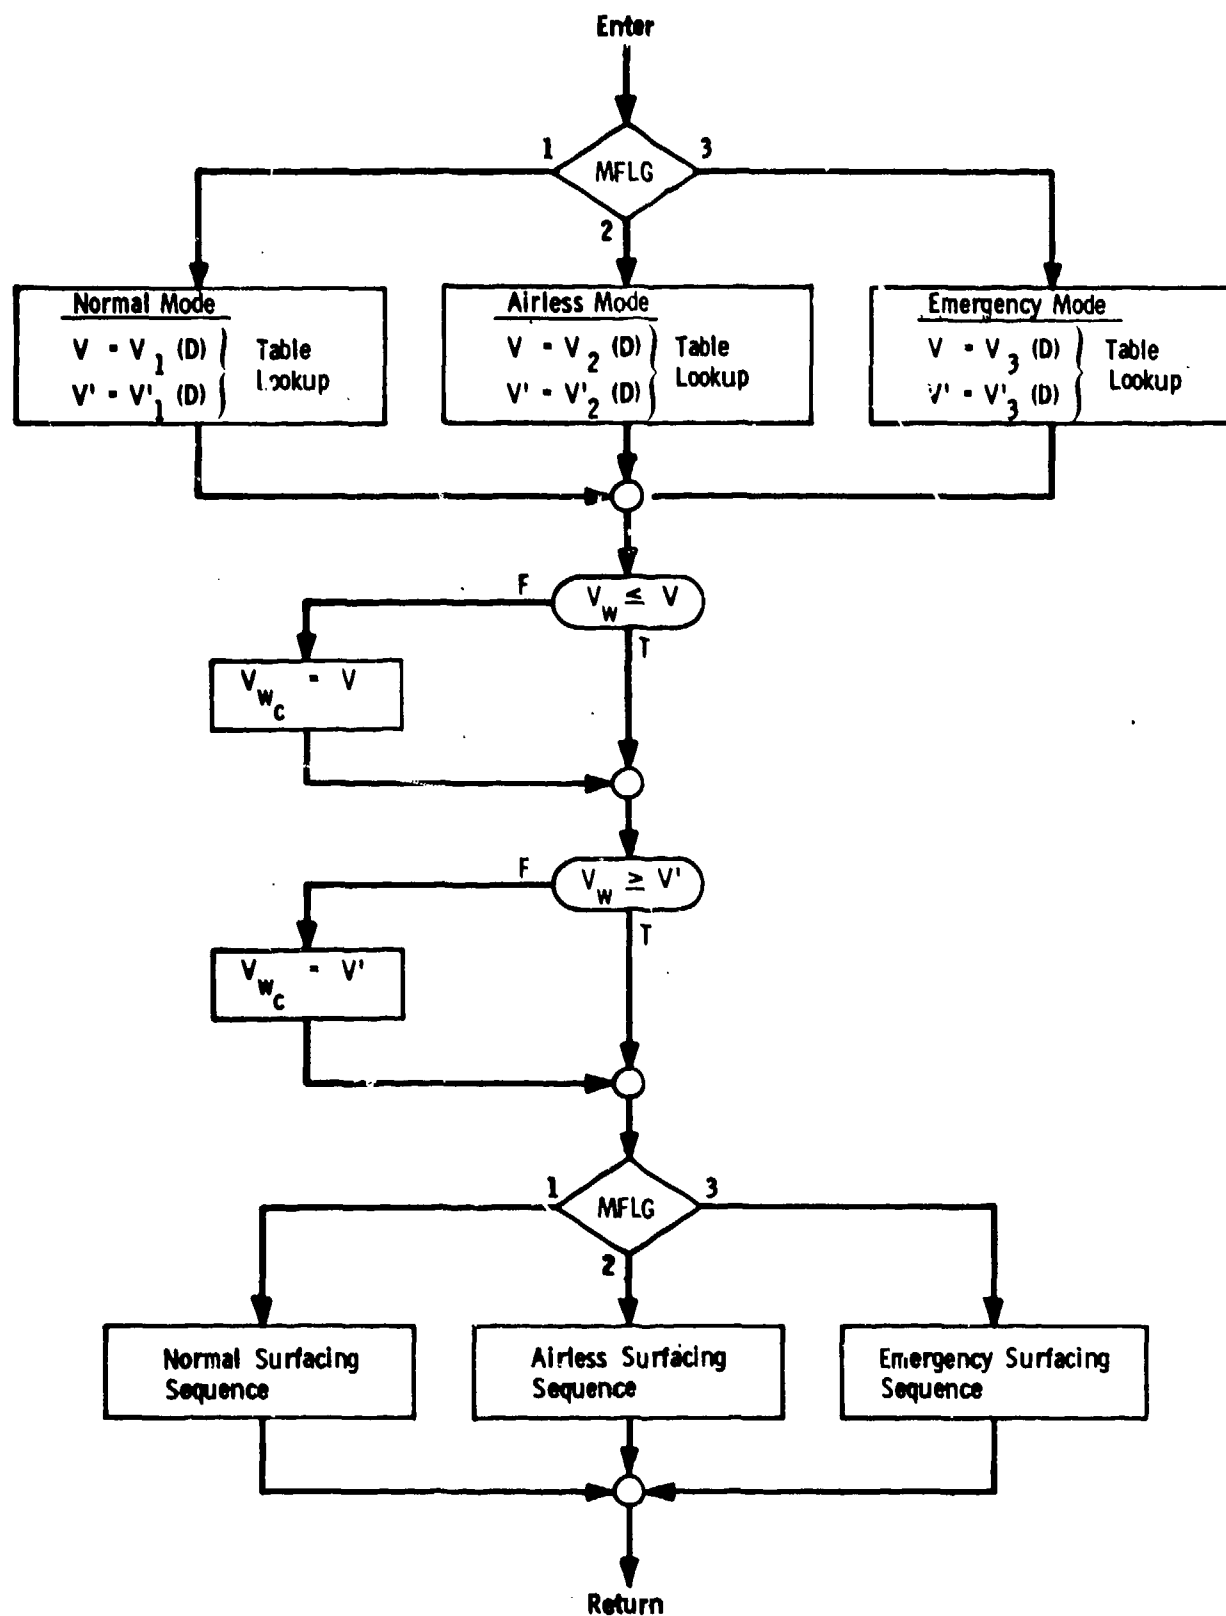 Enter
1
MFLG
3
2
Normal Mode
V = V1 (D)
V' = V'1 (D)
Table
Lookup
Airless Mode
V = V2 (D)
V' = V'2 (D)
Table
Lookup
Emergency Mode
V = V3 (D)
V' = V'3 (D)
Table
Lookup
F
VW ≤ V
T
VWC = V
F
VW ≥ V'
T
VWC = V'
1
MFLG
3
2
Normal Surfacing
Sequence
Airless Surfacing
Sequence
Emergency Surfacing
Sequence
Return